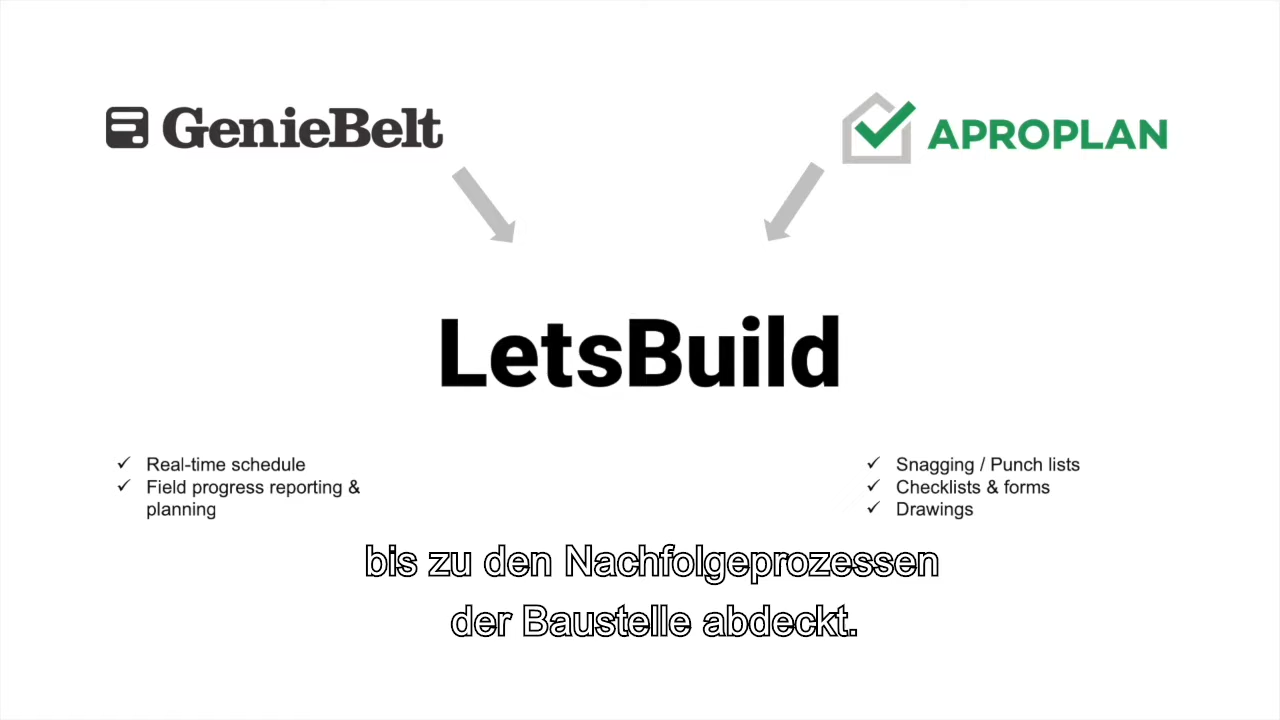 GenieBelt
APROPLAN
LetsBuild
✓ Real-time schedule
✓ Field progress reporting &
planning
✓ Snagging / Punch lists
✓ Checklists & forms
✓ Drawings
bis zu den Nachfolgeprozessen
der Baustelle abdeckt.